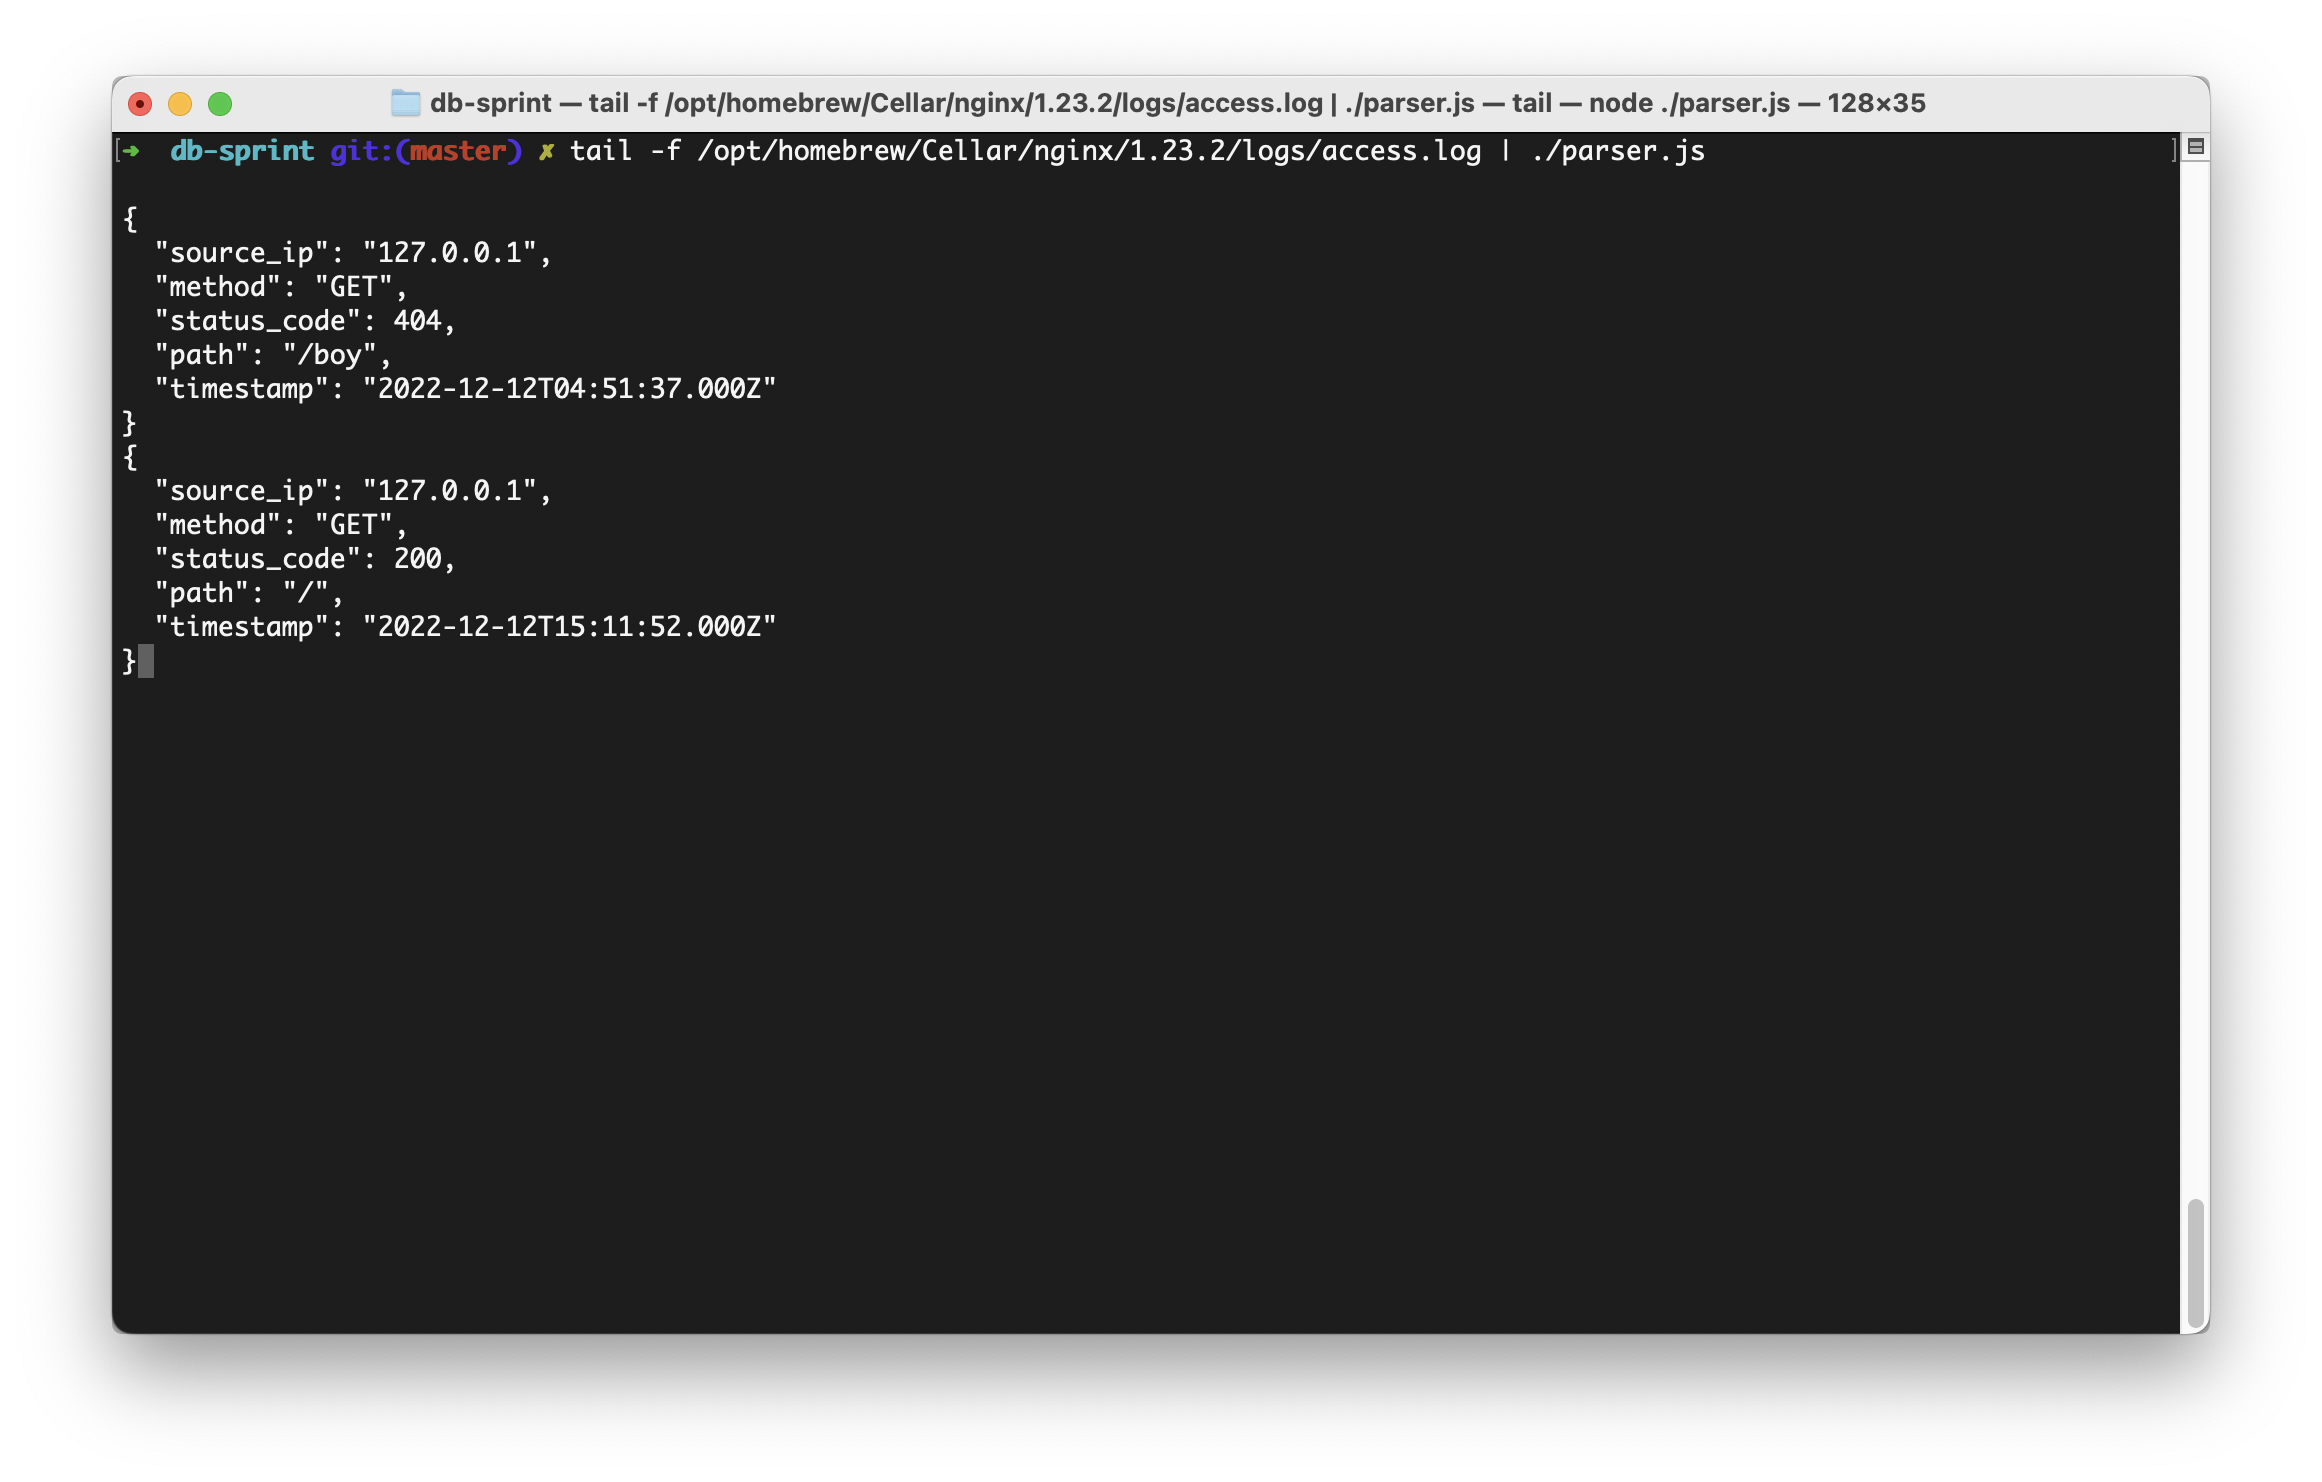 db-sprint — tail -f /opt/homebrew/Cellar/nginx/1.23.2/logs/access.log | ./parser.js — tail — node ./parser.js — 128×35
[➜  db-sprint git:(master) ✗ tail -f /opt/homebrew/Cellar/nginx/1.23.2/logs/access.log | ./parser.js ]
{
  "source_ip": "127.0.0.1",
  "method": "GET",
  "status_code": 404,
  "path": "/boy",
  "timestamp": "2022-12-12T04:51:37.000Z"
}
{
  "source_ip": "127.0.0.1",
  "method": "GET",
  "status_code": 200,
  "path": "/",
  "timestamp": "2022-12-12T15:11:52.000Z"
}